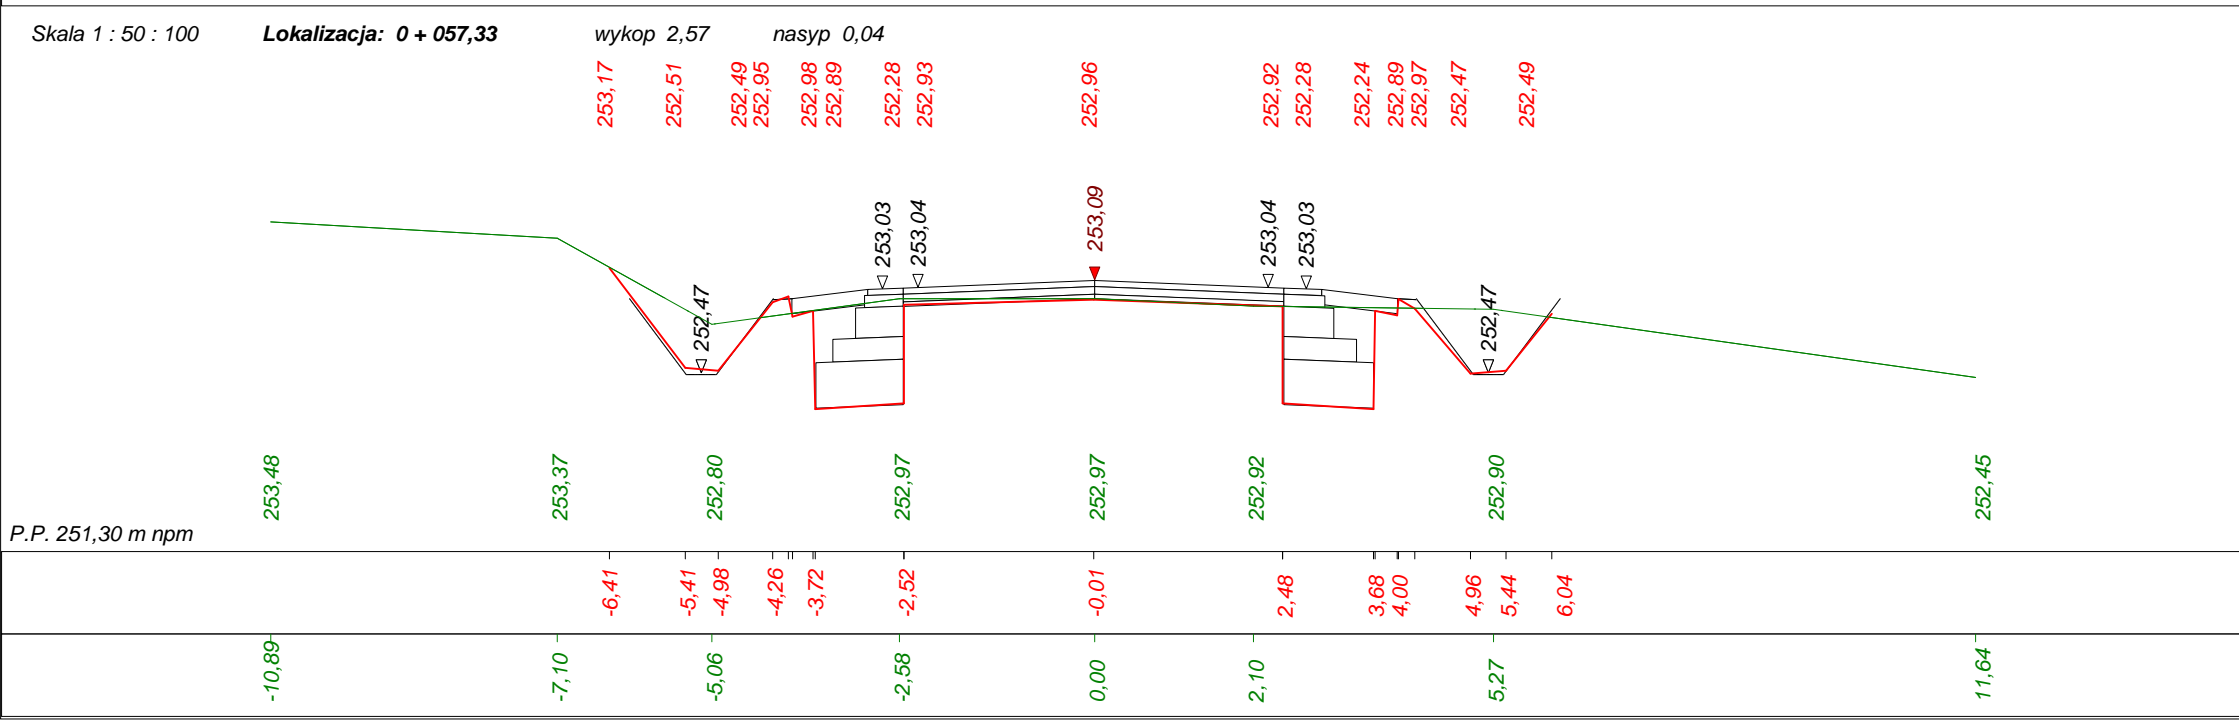 Skala 1 : 50 : 100 Lokalizacja: 0 + 057,33 wykop 2,57 nasyp 0,04
253,17 252,51 252,49 252,95 252,98 252,89 252,28 252,93 252,96 252,92 252,28 252,24 252,89 252,97 252,47 252,49
253,03 253,04 253,09 253,04 253,03
252,47 252,47
253,48 253,37 252,80 252,97 252,97 252,92 252,90 252,45
P.P. 251,30 m npm
-6,41 -5,41 -4,98 -4,26 -3,72 -2,52 -0,01 2,48 3,68 4,00 4,96 5,44 6,04
-10,89 -7,10 -5,06 -2,58 0,00 2,10 5,27 11,64